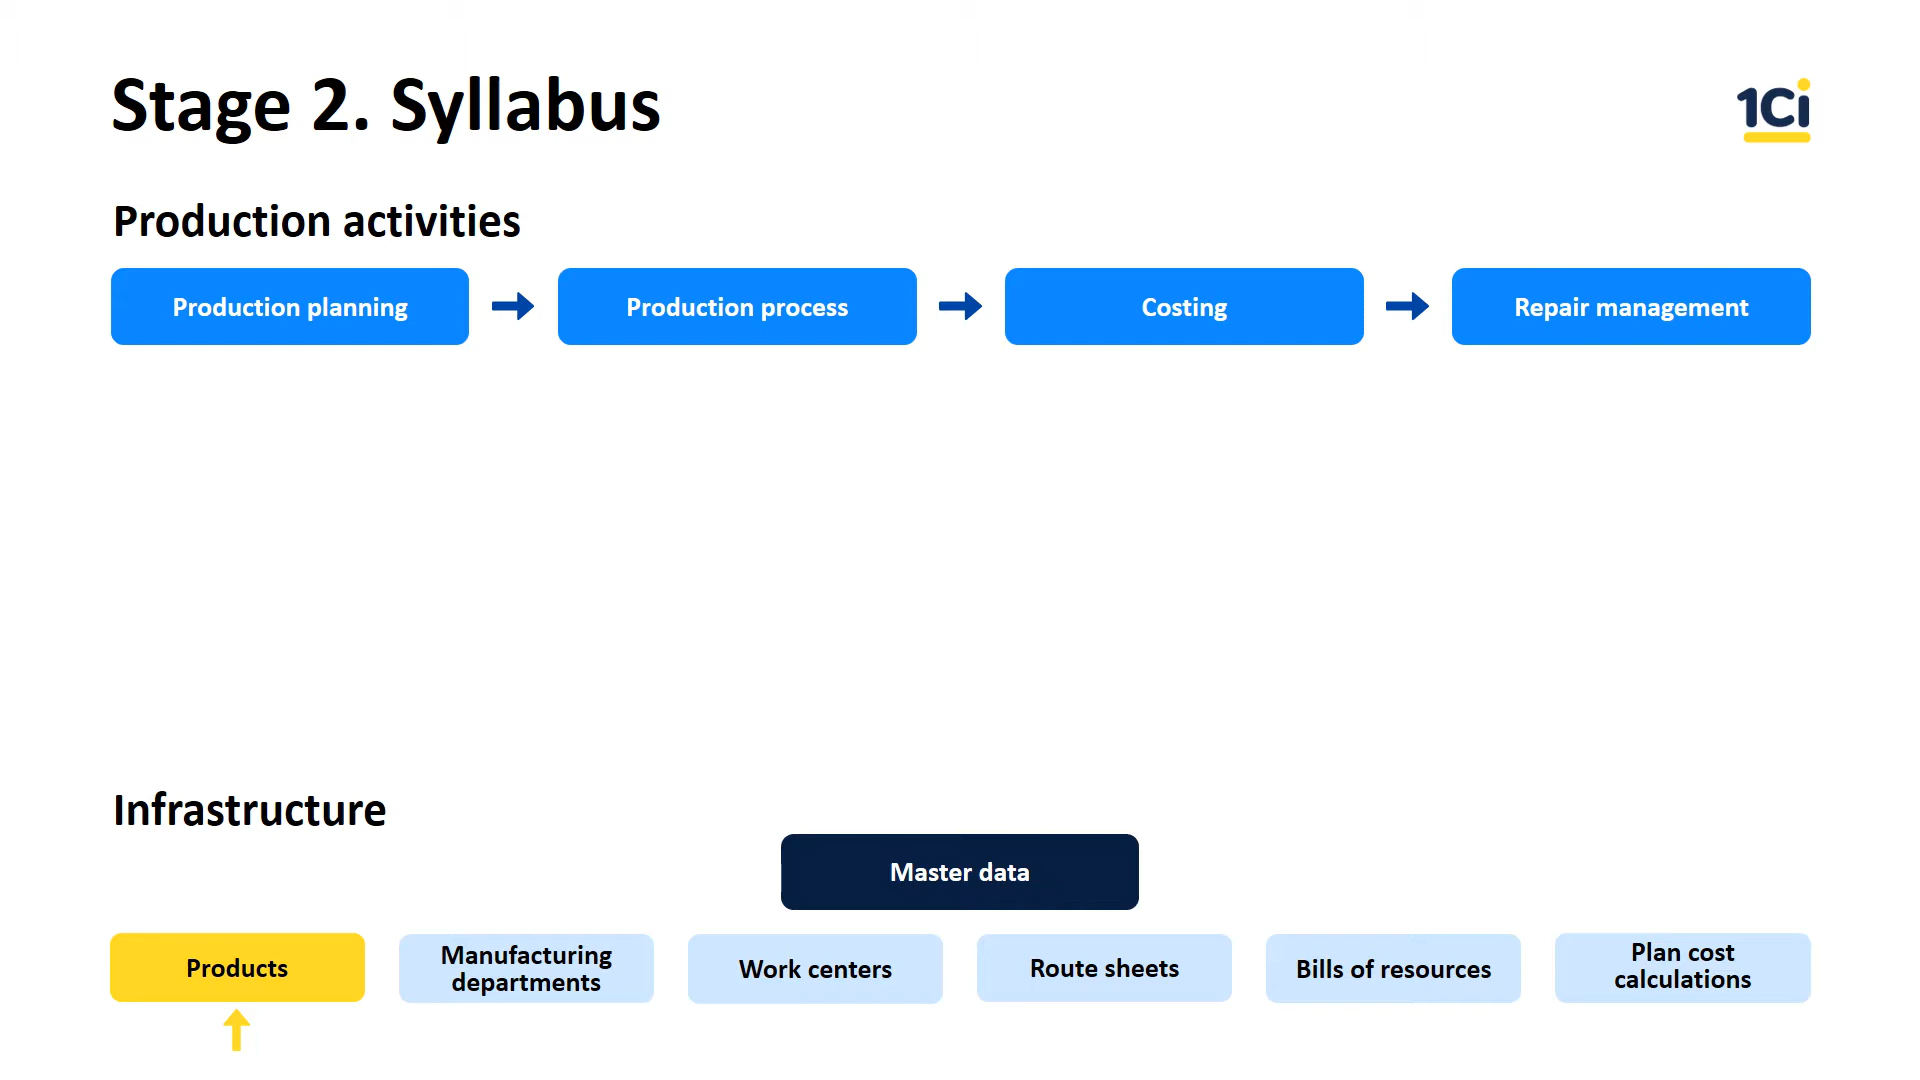 Stage 2. Syllabus
1Ci
Production activities
Production planning
Production process
Costing
Repair management
Infrastructure
Master data
Products
Manufacturing
departments
Work centers
Route sheets
Bills of resources
Plan cost
calculations